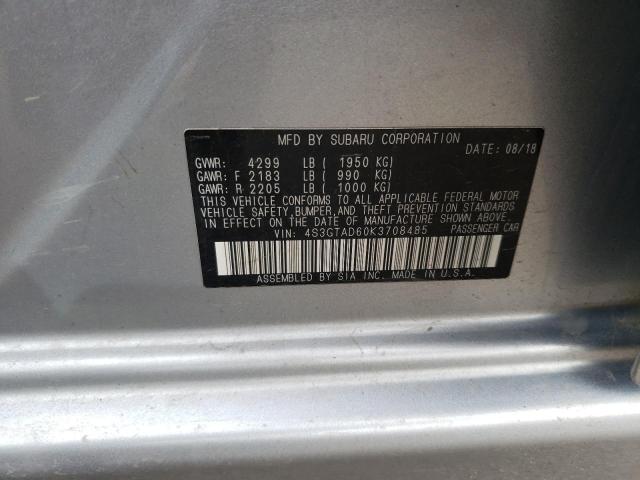 MFD BY SUBARU CORPORATION
DATE: 08/18
GVWR: 4299 LB ( 1950 KG)
GAWR: F 2183 LB ( 990 KG)
GAWR: R 2205 LB ( 1000 KG)
THIS VEHICLE CONFORMS TO ALL APPLICABLE FEDERAL MOTOR
VEHICLE SAFETY, BUMPER, AND THEFT PREVENTION STANDARDS
IN EFFECT ON THE DATE OF MANUFACTURE SHOWN ABOVE.
VIN: 4S3GTAD60K3708485 PASSENGER CAR
ASSEMBLED BY SIA INC. MADE IN U.S.A.